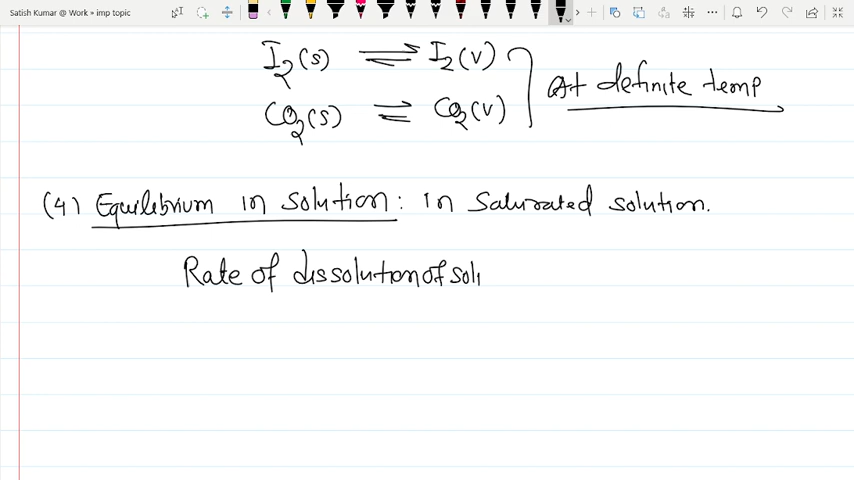 Satish Kumar @ Work » imp topic
I₂(s) ⇌ I₂(v)
At definite temp
CO₂(s) ⇌ CO₂(v)
(4) Equilibrium in solution: in Saturated solution.
Rate of dissolution of soli